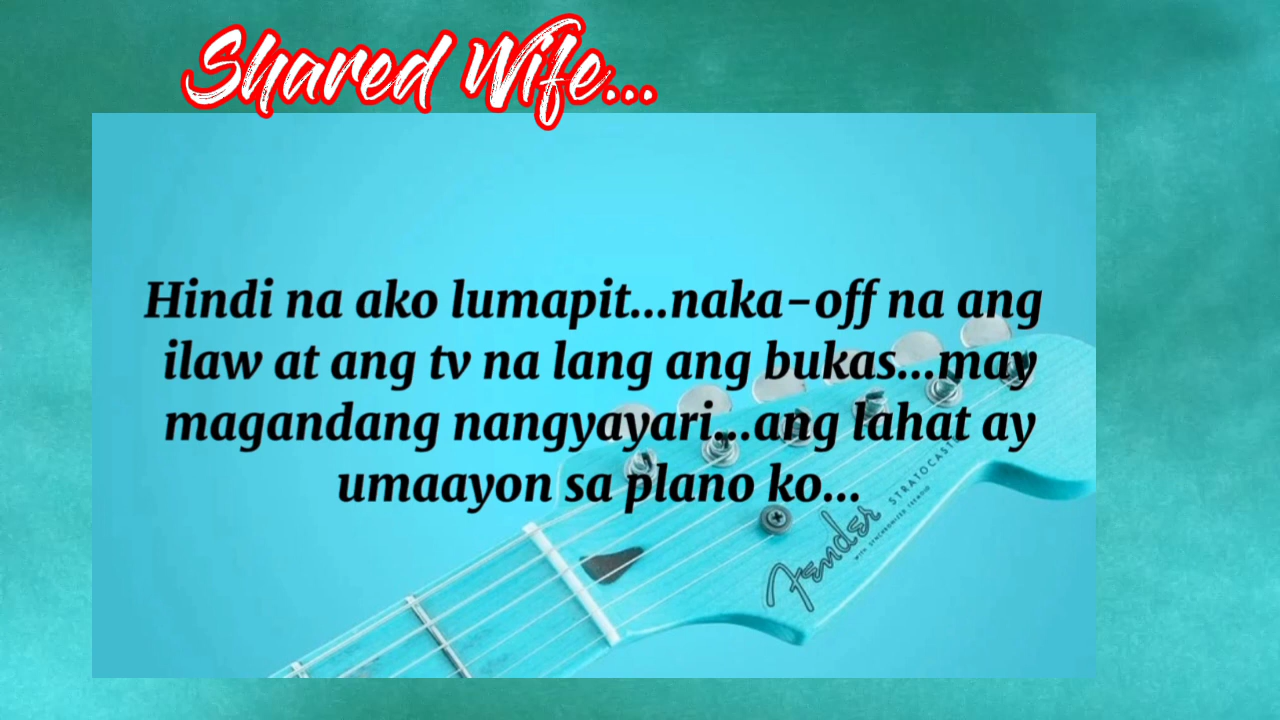 Shared Wife...
Hindi na ako lumapit...naka-off na ang
ilaw at ang tv na lang ang bukas...may
magandang nangyayari...ang lahat ay
umaayon sa plano ko...
Fender
STRATOCASTER